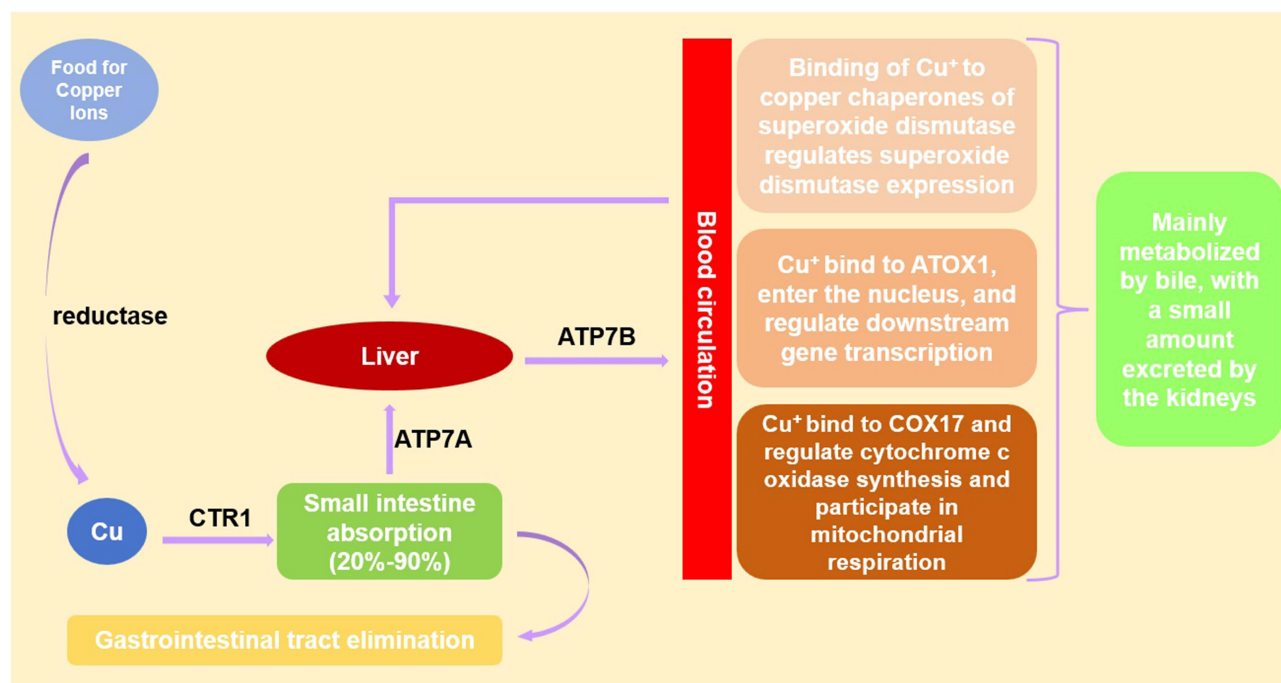 Food for
Copper
Ions
reductase
Cu
CTR1
Small intestine
absorption
(20%-90%)
Gastrointestinal tract elimination
ATP7A
Liver
ATP7B
Blood circulation
Binding of Cu⁺ to
copper chaperones of
superoxide dismutase
regulates superoxide
dismutase expression
Cu⁺ bind to ATOX1,
enter the nucleus, and
regulate downstream
gene transcription
Cu⁺ bind to COX17 and
regulate cytochrome c
oxidase synthesis and
participate in
mitochondrial
respiration
Mainly
metabolized
by bile, with
a small
amount
excreted by
the kidneys